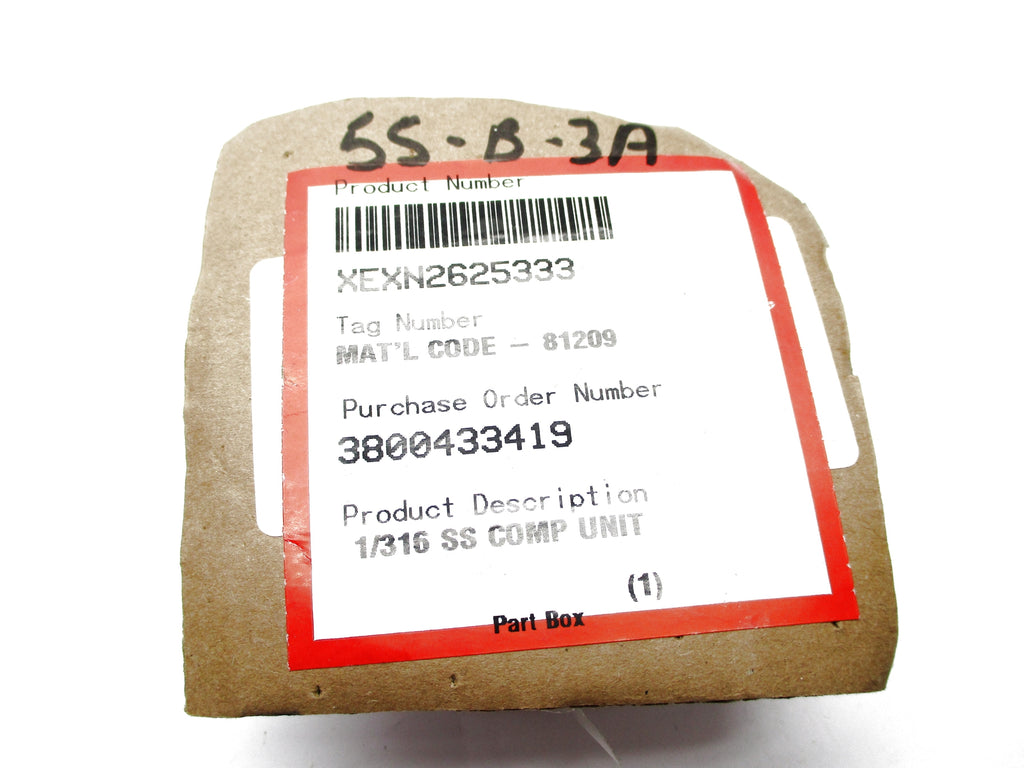 5S-B-3A
Product Number
XEXN2625333
Tag Number
MAT'L CODE - 81209
Purchase Order Number
3800433419
Product Description
1/316 SS COMP UNIT
(1)
Part Box